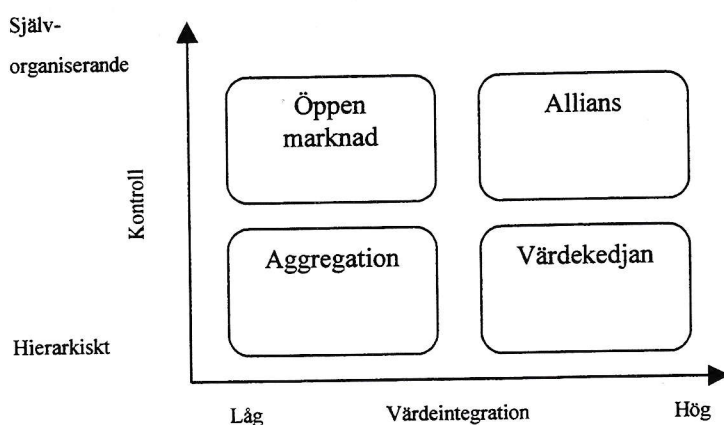 Själv-
organiserande
Öppen
marknad
Allians
Kontroll
Aggregation
Värdekedjan
Hierarkiskt
Låg
Värdeintegration
Hög